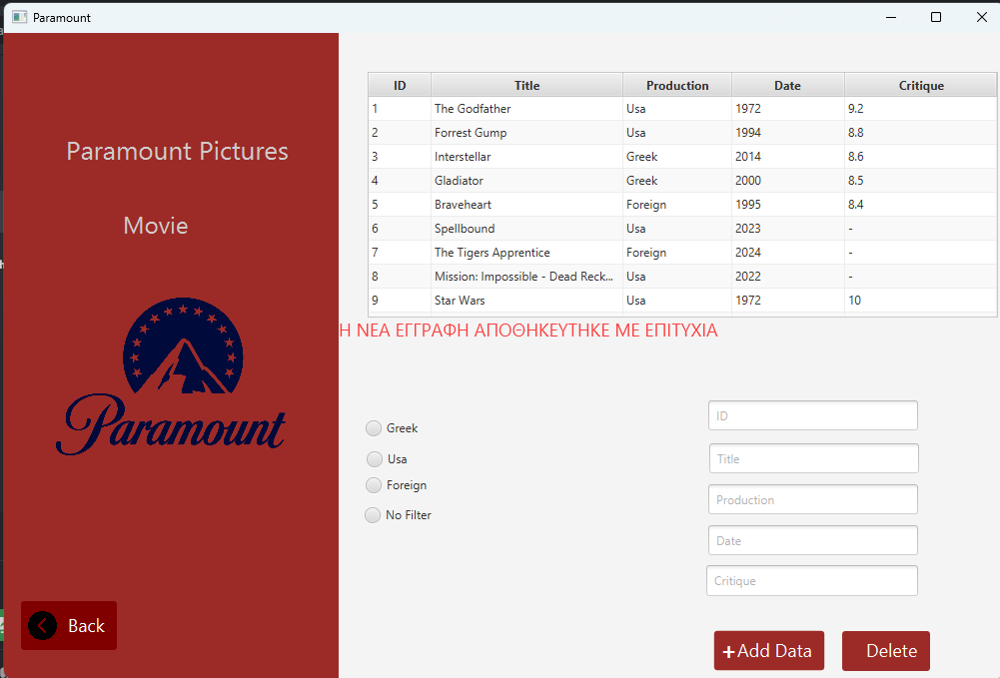 Paramount
Paramount Pictures
Movie
Paramount
Back
ID Title Production Date Critique
1 The Godfather Usa 1972 9.2
2 Forrest Gump Usa 1994 8.8
3 Interstellar Greek 2014 8.6
4 Gladiator Greek 2000 8.5
5 Braveheart Foreign 1995 8.4
6 Spellbound Usa 2023 -
7 The Tigers Apprentice Foreign 2024 -
8 Mission: Impossible - Dead Reck... Usa 2022 -
9 Star Wars Usa 1972 10
Η ΝΕΑ ΕΓΓΡΑΦΗ ΑΠΟΘΗΚΕΥΤΗΚΕ ΜΕ ΕΠΙΤΥΧΙΑ
Greek
Usa
Foreign
No Filter
ID
Title
Production
Date
Critique
+Add Data
Delete